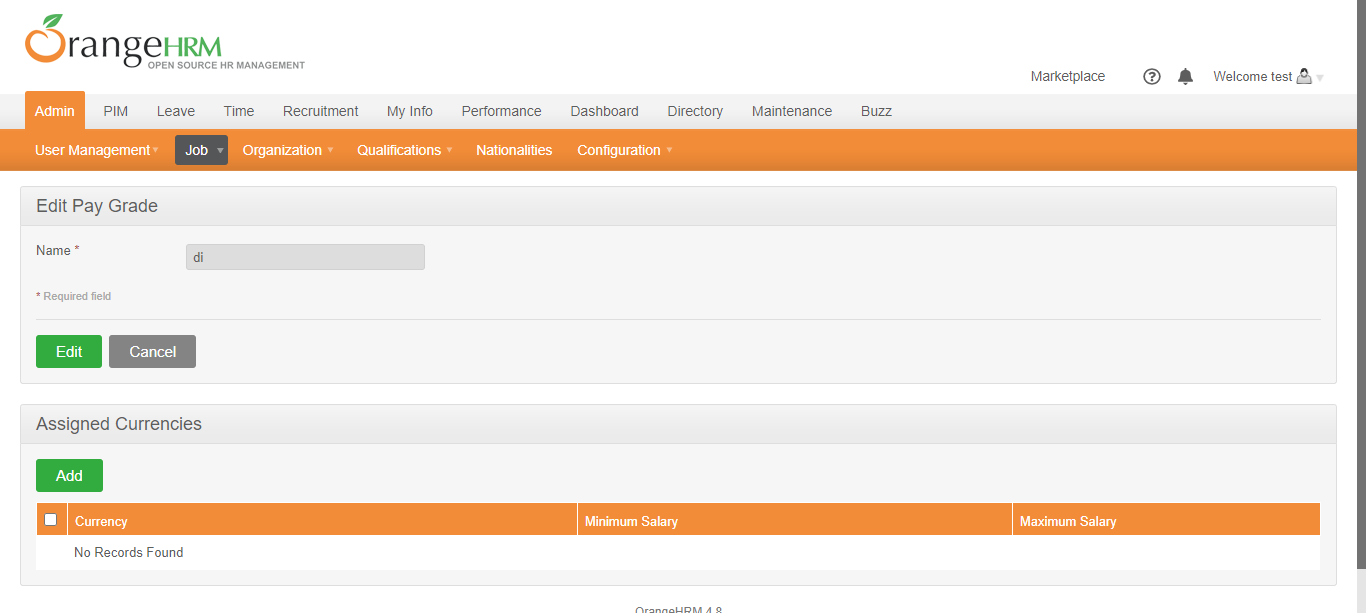 OrangeHRM
OPEN SOURCE HR MANAGEMENT
Marketplace ? Welcome test
Admin PIM Leave Time Recruitment My Info Performance Dashboard Directory Maintenance Buzz
User Management Job Organization Qualifications Nationalities Configuration
Edit Pay Grade
Name * di
* Required field
Edit Cancel
Assigned Currencies
Add
Currency Minimum Salary Maximum Salary
No Records Found
OrangeHRM 4.8